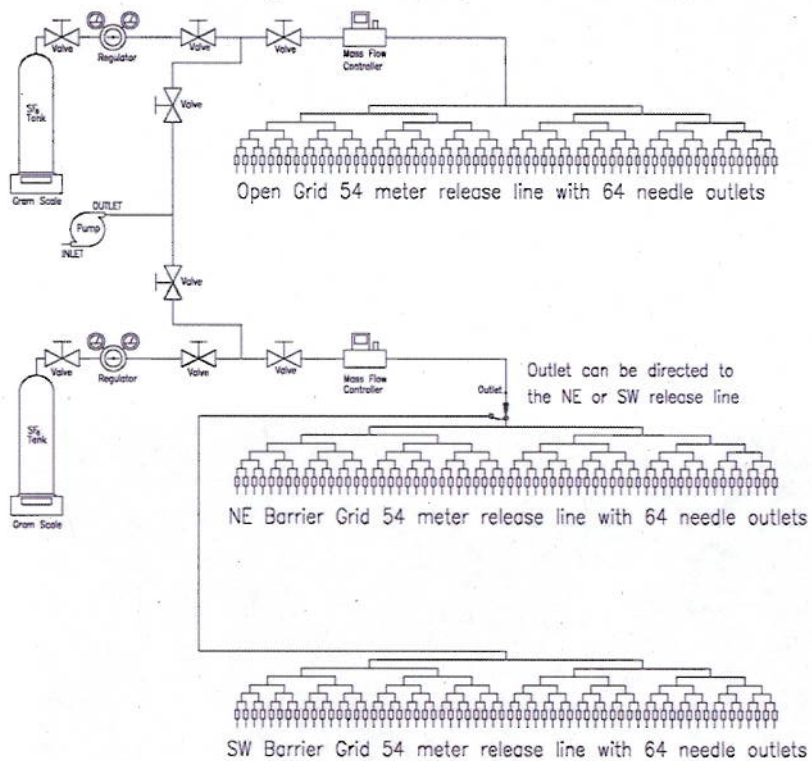 Valve
Regulator
Valve
Valve
Mass Flow
Controller
SF6
Tank
Valve
Gram Scale
Open Grid 54 meter release line with 64 needle outlets
OUTLET
Pump
INLET
Valve
Valve
Regulator
Valve
Valve
Mass Flow
Controller
Outlet
Outlet can be directed to
the NE or SW release line
SF6
Tank
Gram Scale
NE Barrier Grid 54 meter release line with 64 needle outlets
SW Barrier Grid 54 meter release line with 64 needle outlets